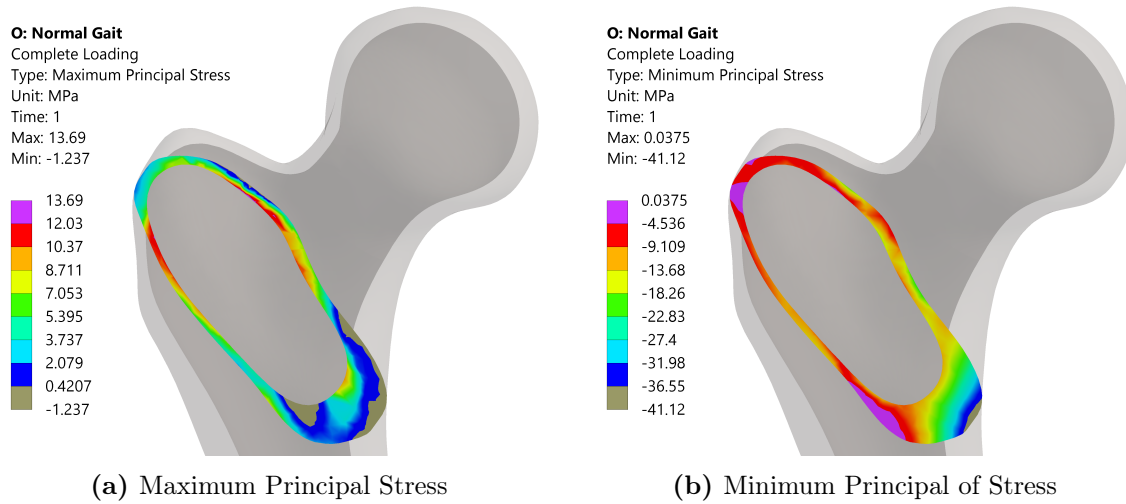 O: Normal Gait
Complete Loading
Type: Maximum Principal Stress
Unit: MPa
Time: 1
Max: 13.69
Min: -1.237
13.69
12.03
10.37
8.711
7.053
5.395
3.737
2.079
0.4207
-1.237
(a) Maximum Principal Stress
O: Normal Gait
Complete Loading
Type: Minimum Principal Stress
Unit: MPa
Time: 1
Max: 0.0375
Min: -41.12
0.0375
-4.536
-9.109
-13.68
-18.26
-22.83
-27.4
-31.98
-36.55
-41.12
(b) Minimum Principal of Stress